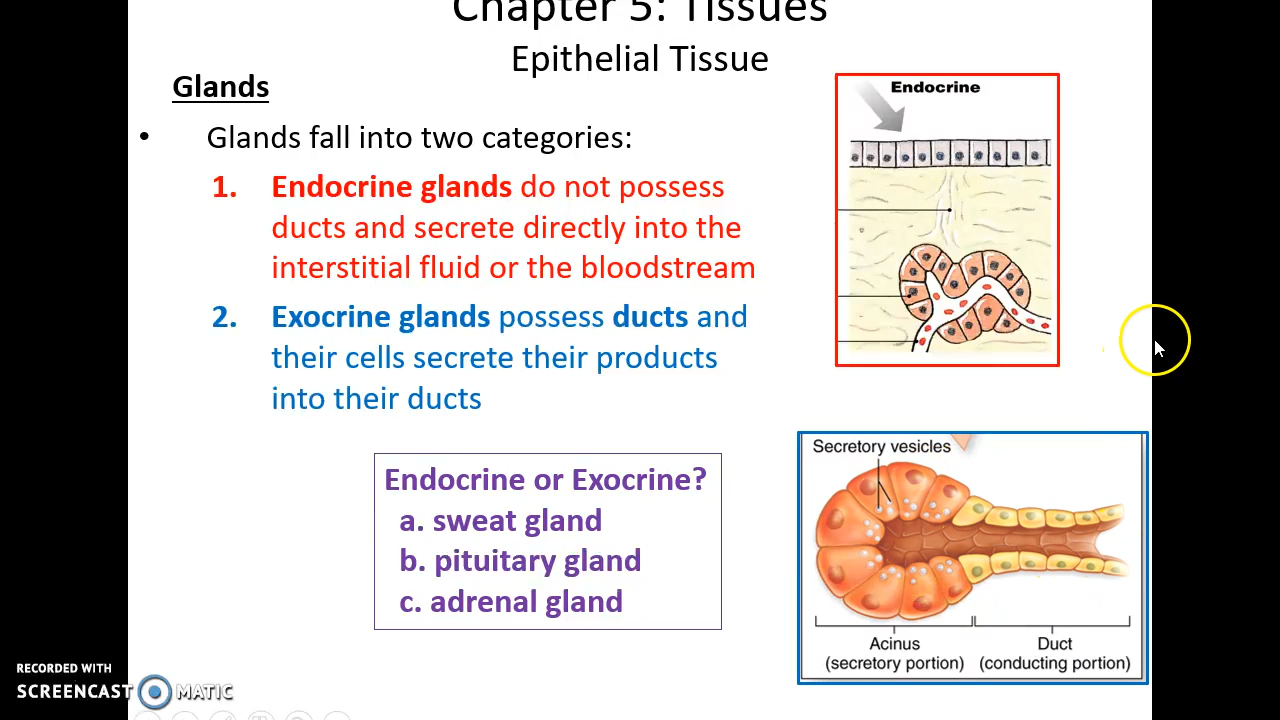 Chapter 5: Tissues
Epithelial Tissue
Glands
• Glands fall into two categories:
1. Endocrine glands do not possess
ducts and secrete directly into the
interstitial fluid or the bloodstream
2. Exocrine glands possess ducts and
their cells secrete their products
into their ducts
Endocrine or Exocrine?
a. sweat gland
b. pituitary gland
c. adrenal gland
Endocrine
Secretory vesicles
Acinus
(secretory portion)
Duct
(conducting portion)
RECORDED WITH
SCREENCAST MATIC